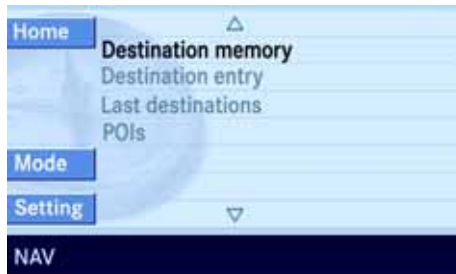 Home
Destination memory
Destination entry
Last destinations
POIs
Mode
Setting
NAV